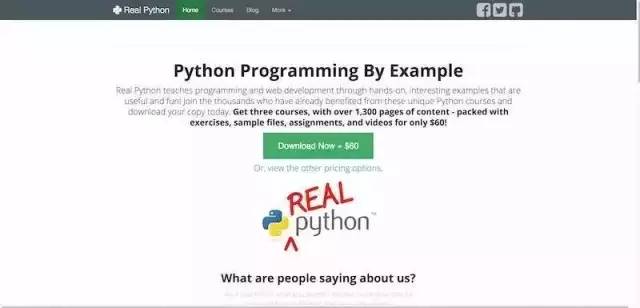 Real Python Home Courses Blog More
Python Programming By Example
Real Python teaches programming and web development through hands-on, interesting examples that are
useful and fun! Join the thousands who have already benefited from these unique Python courses and
download your copy today. Get three courses, with over 1,300 pages of content - packed with
exercises, sample files, assignments, and videos for only $60!
Download Now - $60
Or, view the other pricing options.
REAL
python™
What are people saying about us?